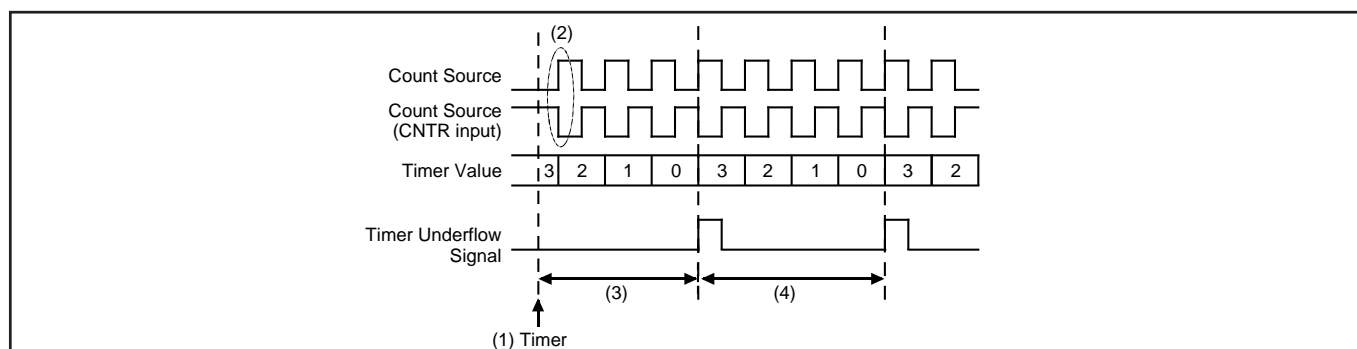 (2)
Count Source
Count Source
(CNTR input)
Timer Value 3 2 1 0 3 2 1 0 3 2
Timer Underflow
Signal
(3) (4)
(1) Timer